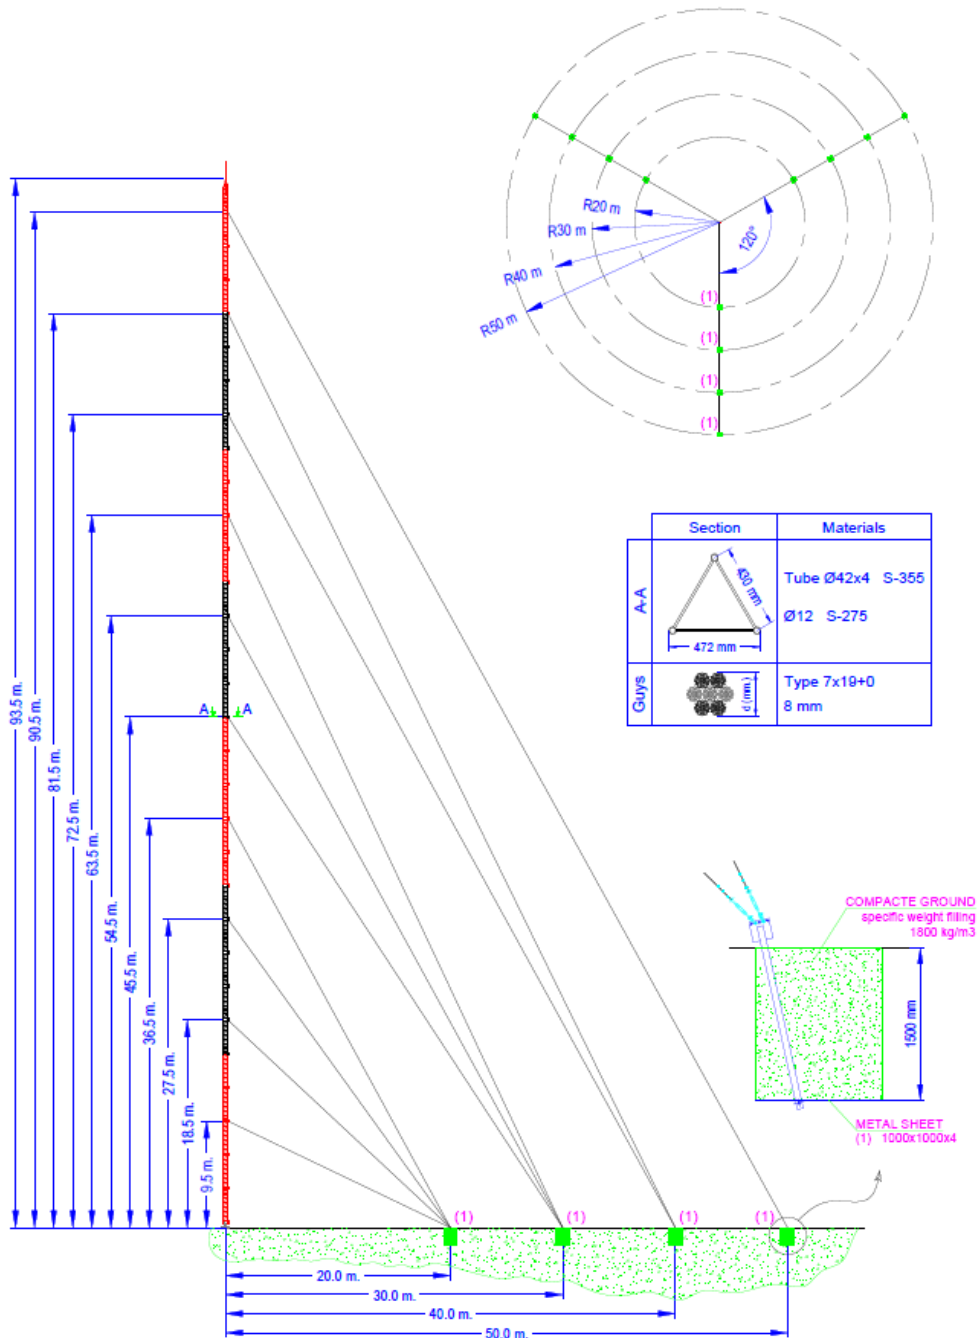 R20 m
R30 m
R40 m
R50 m
120°
(1)
(1)
(1)
(1)
Section
Materials
A-A
430 mm
472 mm
Tube Ø42x4 S-355
Ø12 S-275
Guys
d (mm.)
Type 7x19+0
8 mm
93.5 m.
90.5 m.
81.5 m.
72.5 m.
63.5 m.
54.5 m.
45.5 m.
36.5 m.
27.5 m.
18.5 m.
9.5 m.
A
A
COMPACTE GROUND
specific weight filling
1800 kg/m3
1500 mm
METAL SHEET
(1) 1000x1000x4
(1)
(1)
(1)
(1)
20.0 m.
30.0 m.
40.0 m.
50.0 m.